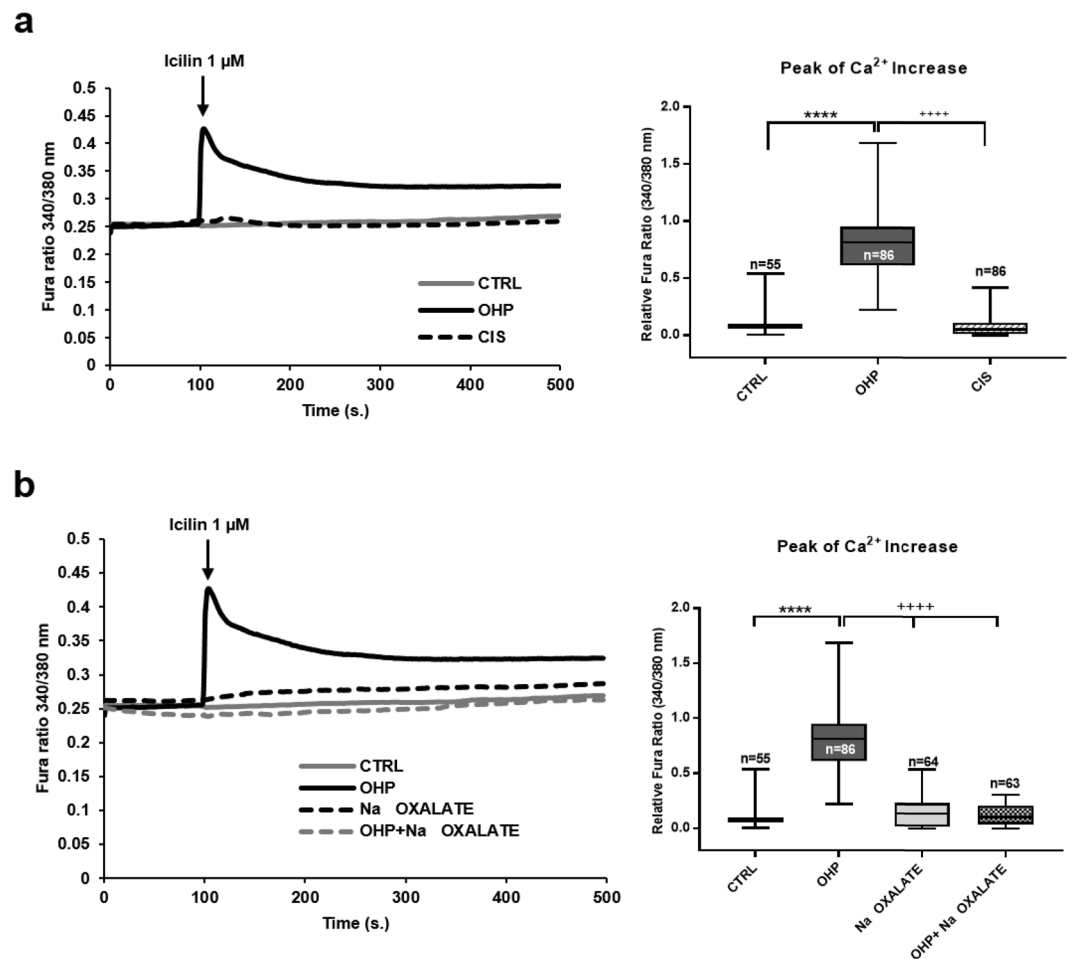 a
Icilin 1 µM
Fura ratio 340/380 nm
0.5
0.45
0.4
0.35
0.3
0.25
0.2
0.15
0.1
0.05
0
CTRL
OHP
CIS
0 100 200 300 400 500
Time (s.)
Peak of Ca2+ Increase
Relative Fura Ratio (340/380 nm)
2.0
1.5
1.0
0.5
0.0
**** ++++
n=55
n=86
n=86
CTRL
OHP
CIS
b
Icilin 1 µM
Fura ratio 340/380 nm
0.5
0.45
0.4
0.35
0.3
0.25
0.2
0.15
0.1
0.05
0
CTRL
OHP
Na OXALATE
OHP+Na OXALATE
0 100 200 300 400 500
Time (s.)
Peak of Ca2+ Increase
Relative Fura Ratio (340/380 nm)
2.0
1.5
1.0
0.5
0.0
**** ++++
n=55
n=86
n=64
n=63
CTRL
OHP
Na OXALATE
OHP+ Na OXALATE